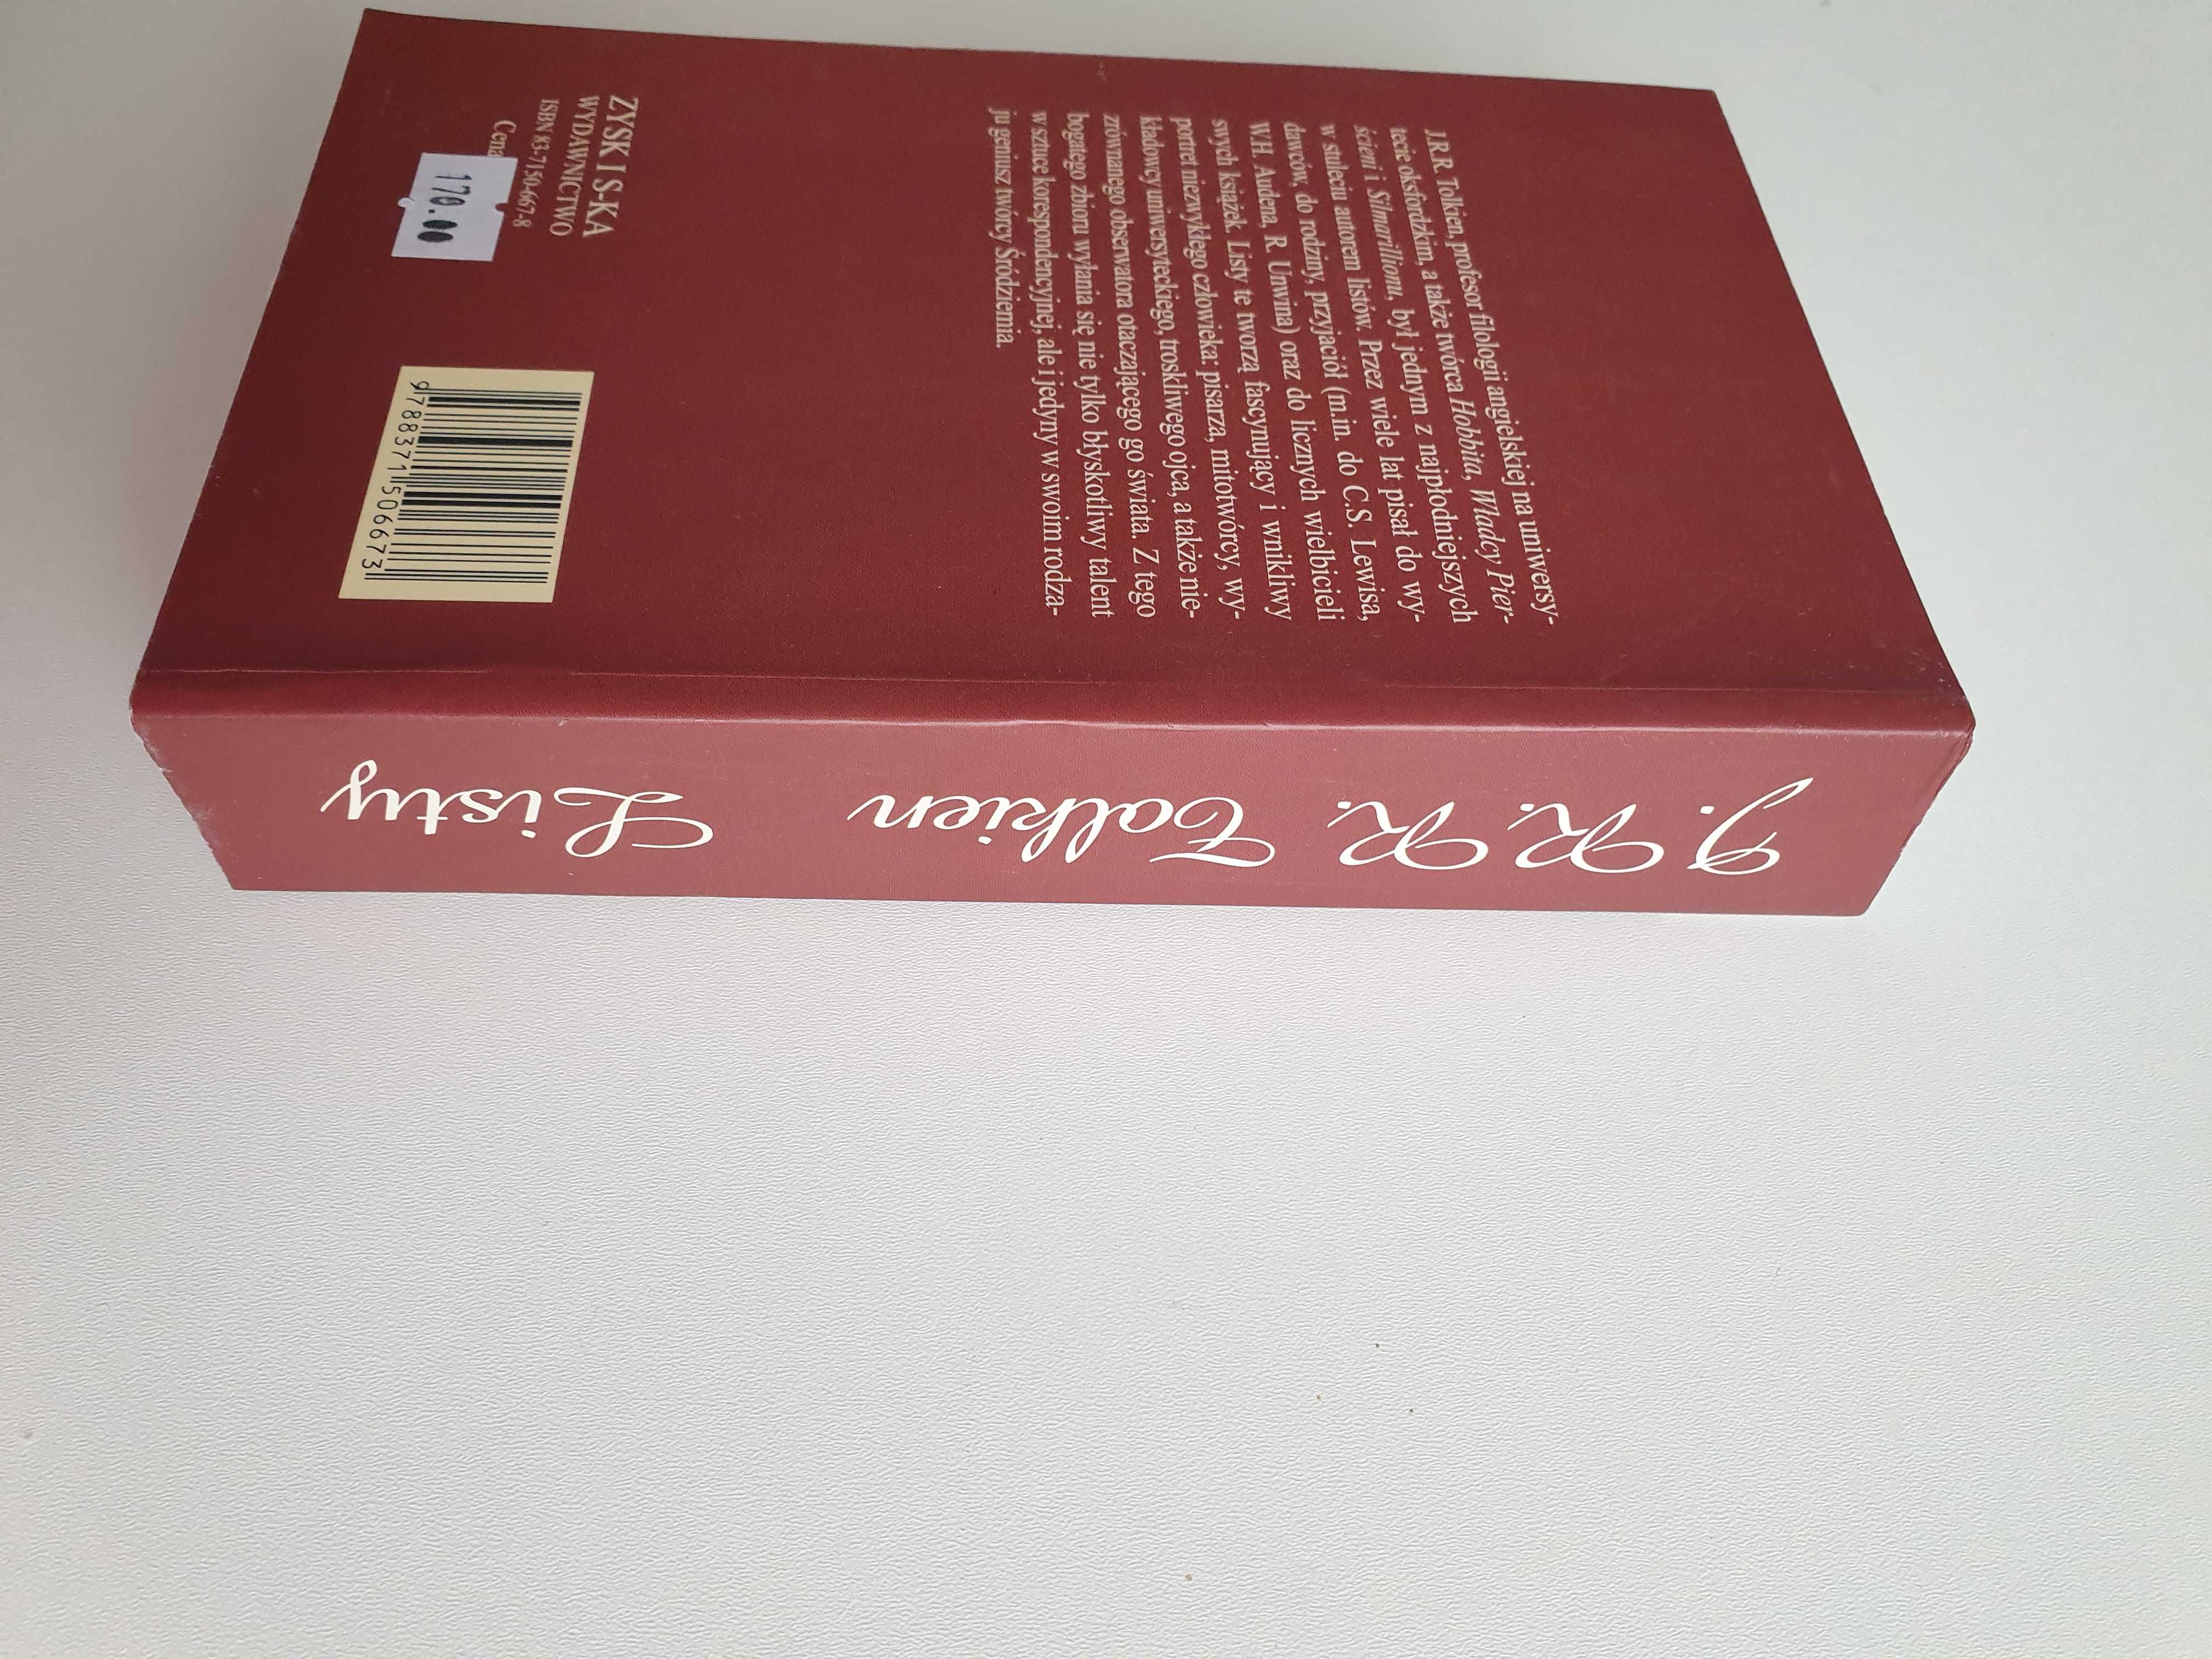 J.R.R. Tolkien, profesor filologii angielskiej na uniwersy-
tecie oksfordzkim, a także twórca Hobbita, Władcy Pier-
ścieni i Silmarillionu, był jednym z najpłodniejszych
w stuleciu autorem listów. Przez wiele lat pisał do wy-
dawców, do rodziny, przyjaciół (m.in. do C.S. Lewisa,
W.H. Audena, R. Unwina) oraz do licznych wielbicieli
swych książek. Listy te tworzą fascynujący i wnikliwy
portret niezwykłego człowieka: pisarza, mitotwórcy, wy-
kładowcy uniwersyteckiego, troskliwego ojca, a także nie-
zrównanego obserwatora otaczającego go świata. Z tego
bogatego zbioru wyłania się nie tylko błyskotliwy talent
w sztuce korespondencyjnej, ale i jedyny w swoim rodza-
ju geniusz twórcy Śródziemia.
ZYSK I S-KA
WYDAWNICTWO
ISBN 83-7150-667-8
Cena
170.00
9788371506673
J. R. R. Tolkien Listy